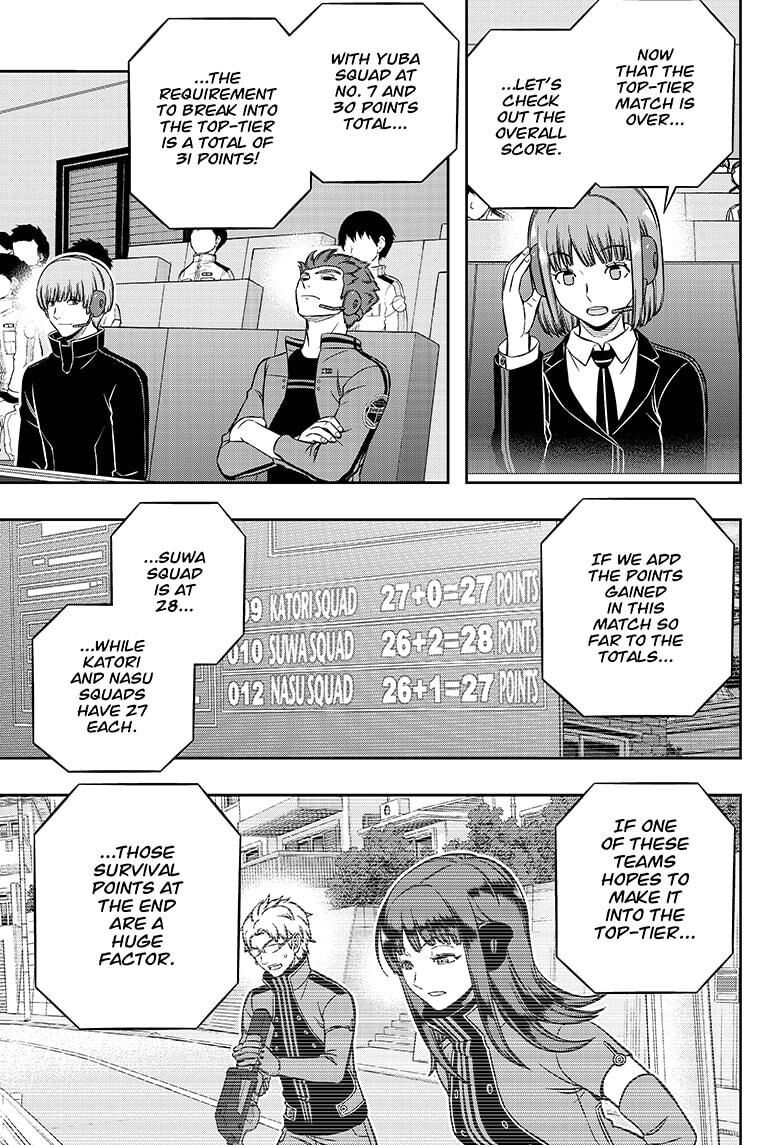 NOW
THAT THE
TOP-TIER
MATCH IS
OVER...
...LET'S
CHECK
OUT THE
OVERALL
SCORE.
WITH YUBA
SQUAD AT
NO. 7 AND
30 POINTS
TOTAL...
...THE
REQUIREMENT
TO BREAK INTO
THE TOP-TIER
IS A TOTAL OF
31 POINTS!
IF WE ADD
THE POINTS
GAINED
IN THIS
MATCH SO
FAR TO THE
TOTALS...
...SUWA
SQUAD
IS AT
28...
...WHILE
KATORI
AND NASU
SQUADS
HAVE 27
EACH.
09 KATORI SQUAD 27+0=27 POINTS
010 SUWA SQUAD 26+2=28 POINTS
012 NASU SQUAD 26+1=27 POINTS
IF ONE
OF THESE
TEAMS
HOPES TO
MAKE IT
INTO THE
TOP-TIER...
...THOSE
SURVIVAL
POINTS AT
THE END
ARE A
HUGE
FACTOR.